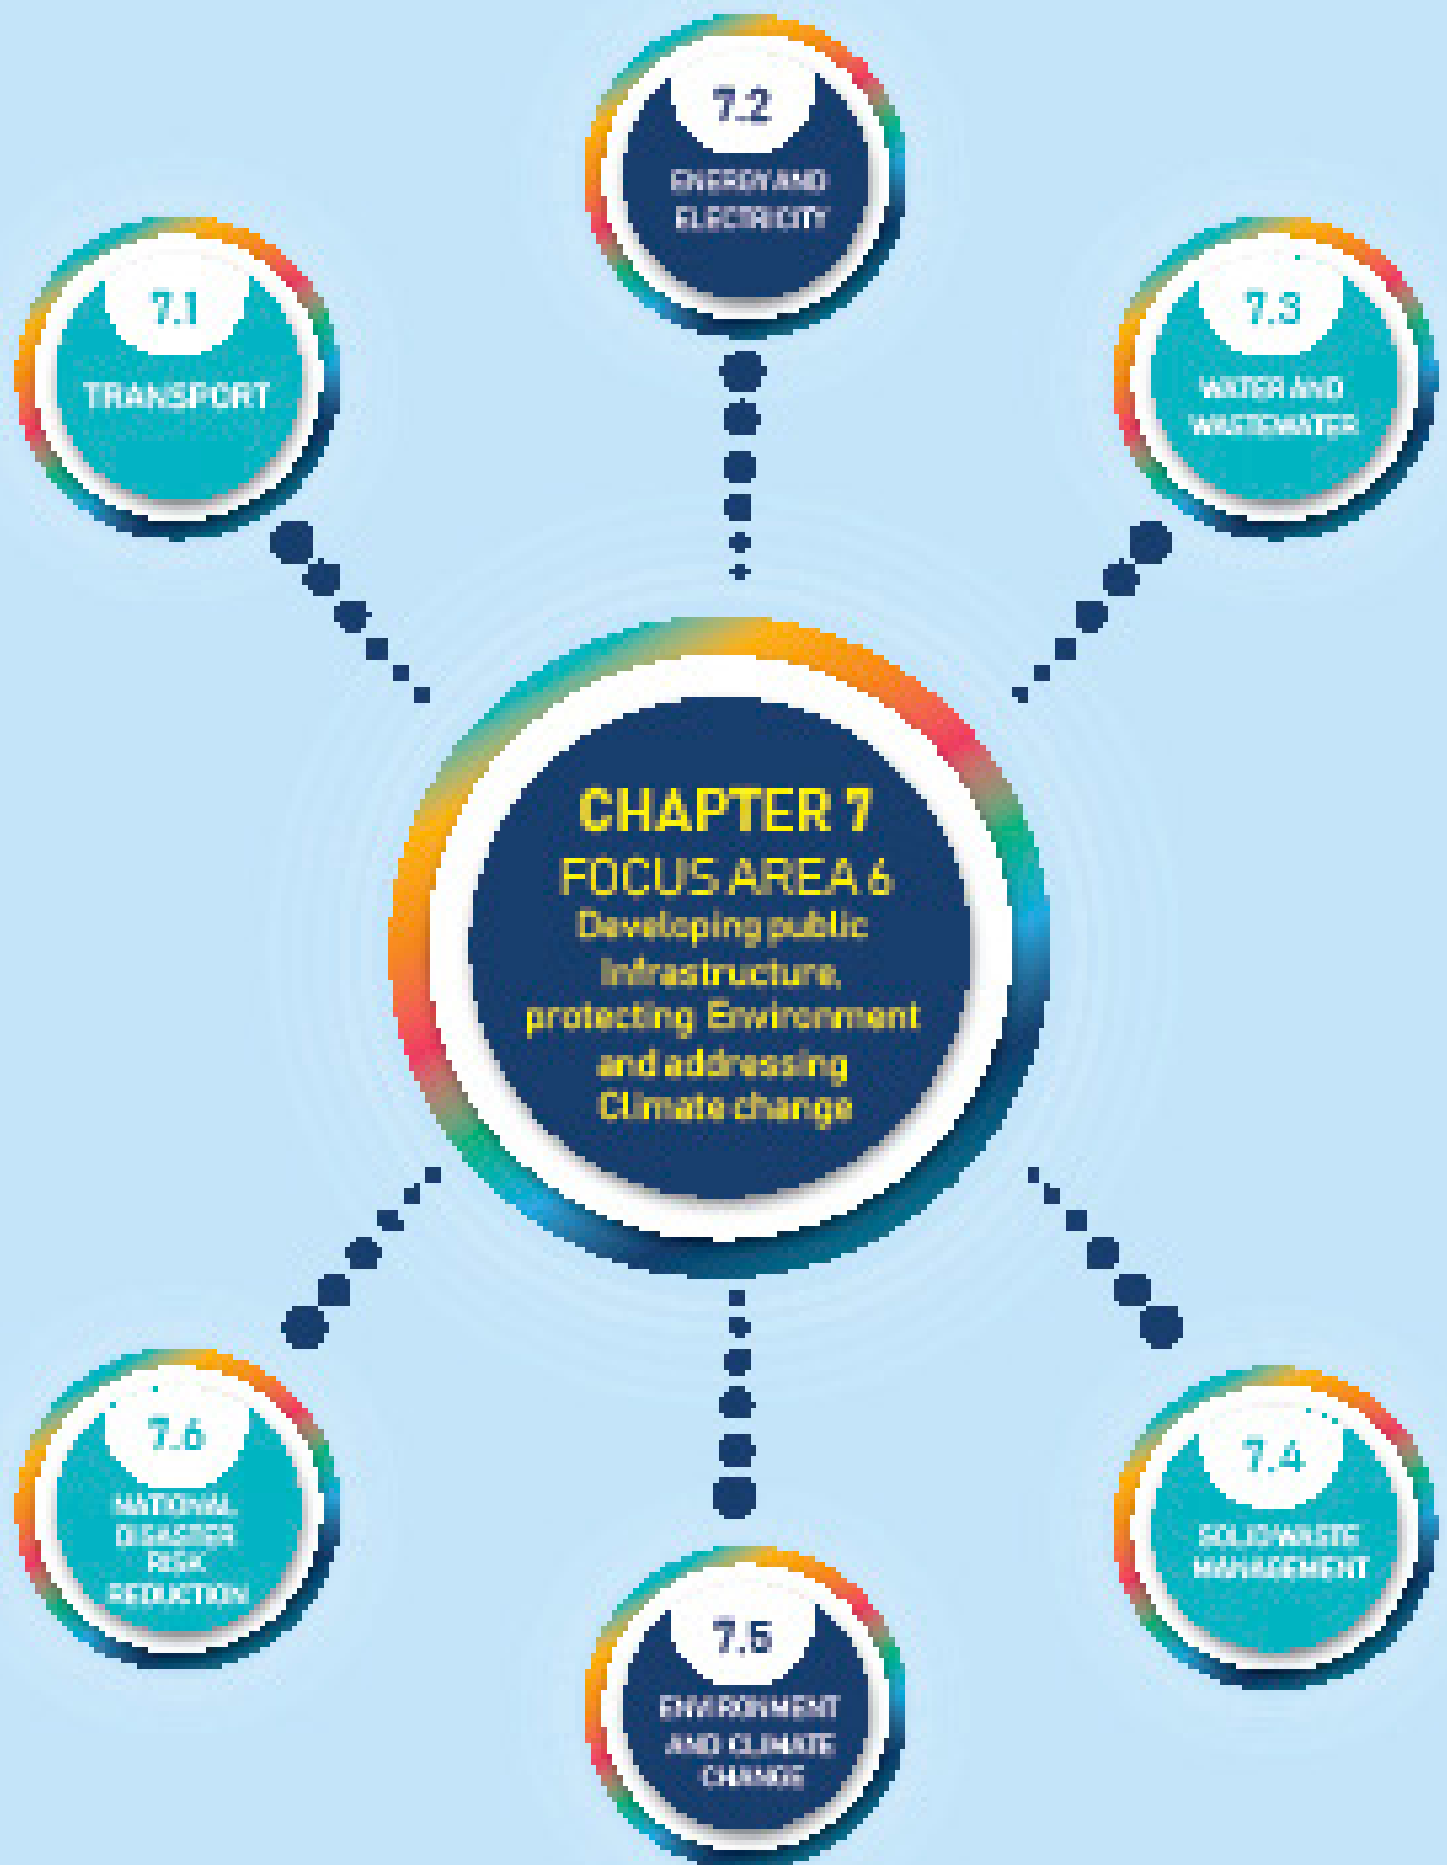 7.2
ENERGY AND
ELECTRICITY
7.1
TRANSPORT
7.3
WATER AND
WASTEWATER
CHAPTER 7
FOCUS AREA 6
Developing public
Infrastructure,
protecting Environment
and addressing
Climate change
7.6
NATIONAL
DISASTER
RISK
REDUCTION
7.4
SOLID WASTE
MANAGEMENT
7.5
ENVIRONMENT
AND CLIMATE
CHANGE